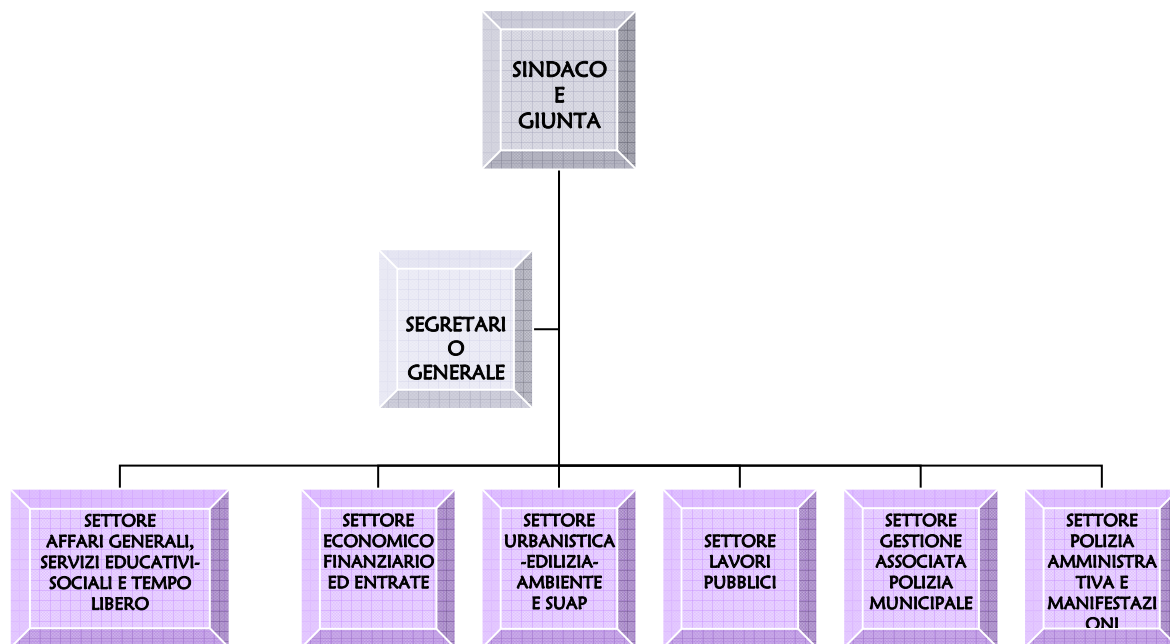 SINDACO
E
GIUNTA
SEGRETARI
O
GENERALE
SETTORE
AFFARI GENERALI,
SERVIZI EDUCATIVI-
SOCIALI E TEMPO
LIBERO
SETTORE
ECONOMICO
FINANZIARIO
ED ENTRATE
SETTORE
URBANISTICA
-EDILIZIA-
AMBIENTE
E SUAP
SETTORE
LAVORI
PUBBLICI
SETTORE
GESTIONE
ASSOCIATA
POLIZIA
MUNICIPALE
SETTORE
POLIZIA
AMMINISTRA
TIVA E
MANIFESTAZI
ONI